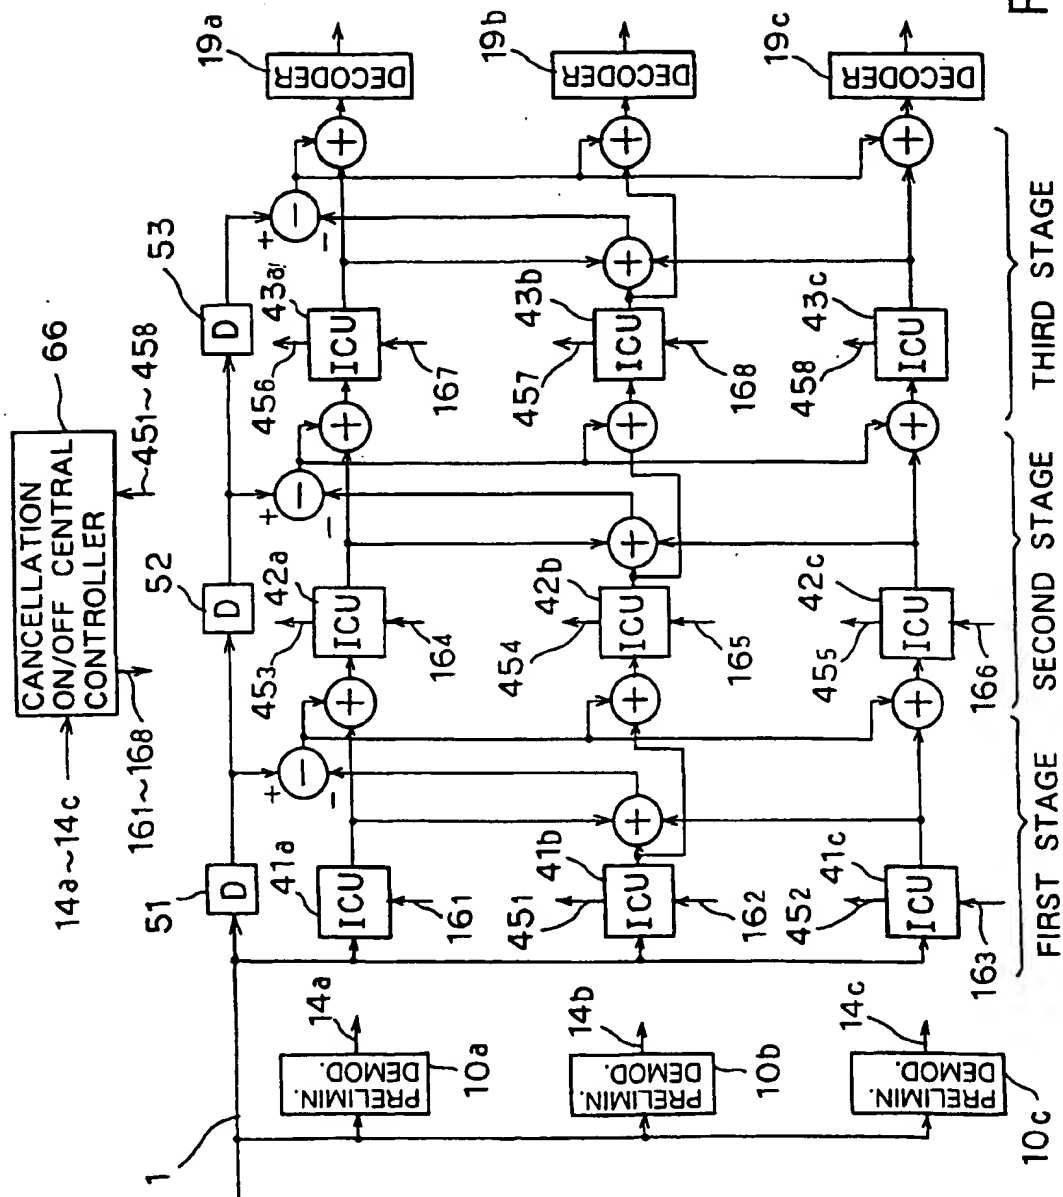 CANCELLATION
ON/OFF CENTRAL
CONTROLLER
66
14a~14c
161~168
451~458
1
51
D
52
D
53
D
PRELIMIN.
DEMOD.
10a
14a
PRELIMIN.
DEMOD.
10b
14b
PRELIMIN.
DEMOD.
10c
14c
41a
ICU
161
451
41b
ICU
162
452
41c
ICU
163
+
−
−
+
+
+
+
453
42a
ICU
164
454
42b
ICU
165
455
42c
ICU
166
+
−
−
+
+
+
+
456
43a
ICU
167
457
43b
ICU
168
458
43c
ICU
+
−
−
+
+
+
+
19a
DECODER
19b
DECODER
19c
DECODER
FIRST STAGE
SECOND STAGE
THIRD STAGE